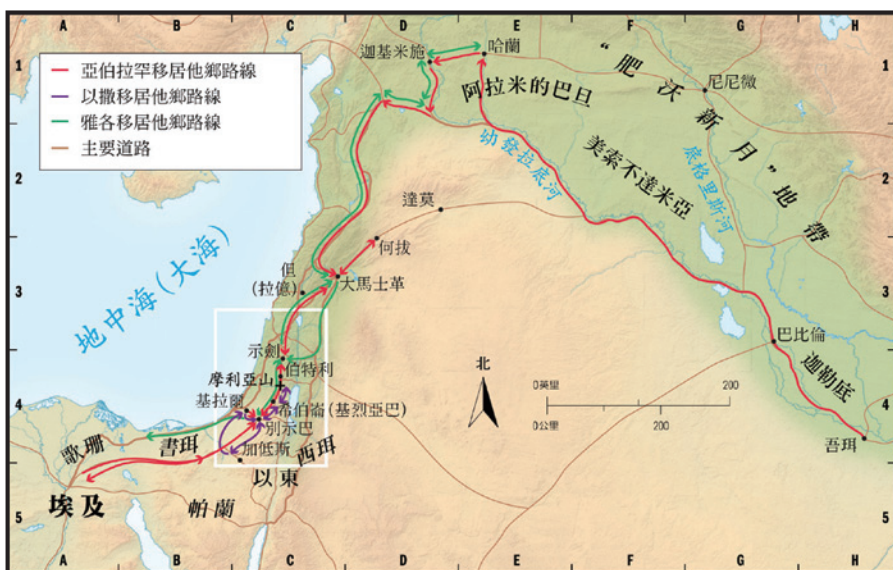 A B C D E F G H
1
2
3
4
5
亞伯拉罕移居他鄉路線
以撒移居他鄉路線
雅各移居他鄉路線
主要道路
迦基米施
哈蘭
阿拉米的巴旦
“肥沃新月”地帶
尼尼微
幼發拉底河
美索不達米亞
底格里斯河
達莫
何拔
地中海(大海)
但
(拉億)
大馬士革
示劍
伯特利
摩利亞山
基拉爾
希伯崙(基烈亞巴)
別示巴
加低斯
西珥
以東
歌珊
書珥
埃及
帕蘭
北
0英里
200
0公里
200
巴比倫
迦勒底
吾珥
1
2
3
4
5
A B C D E F G H